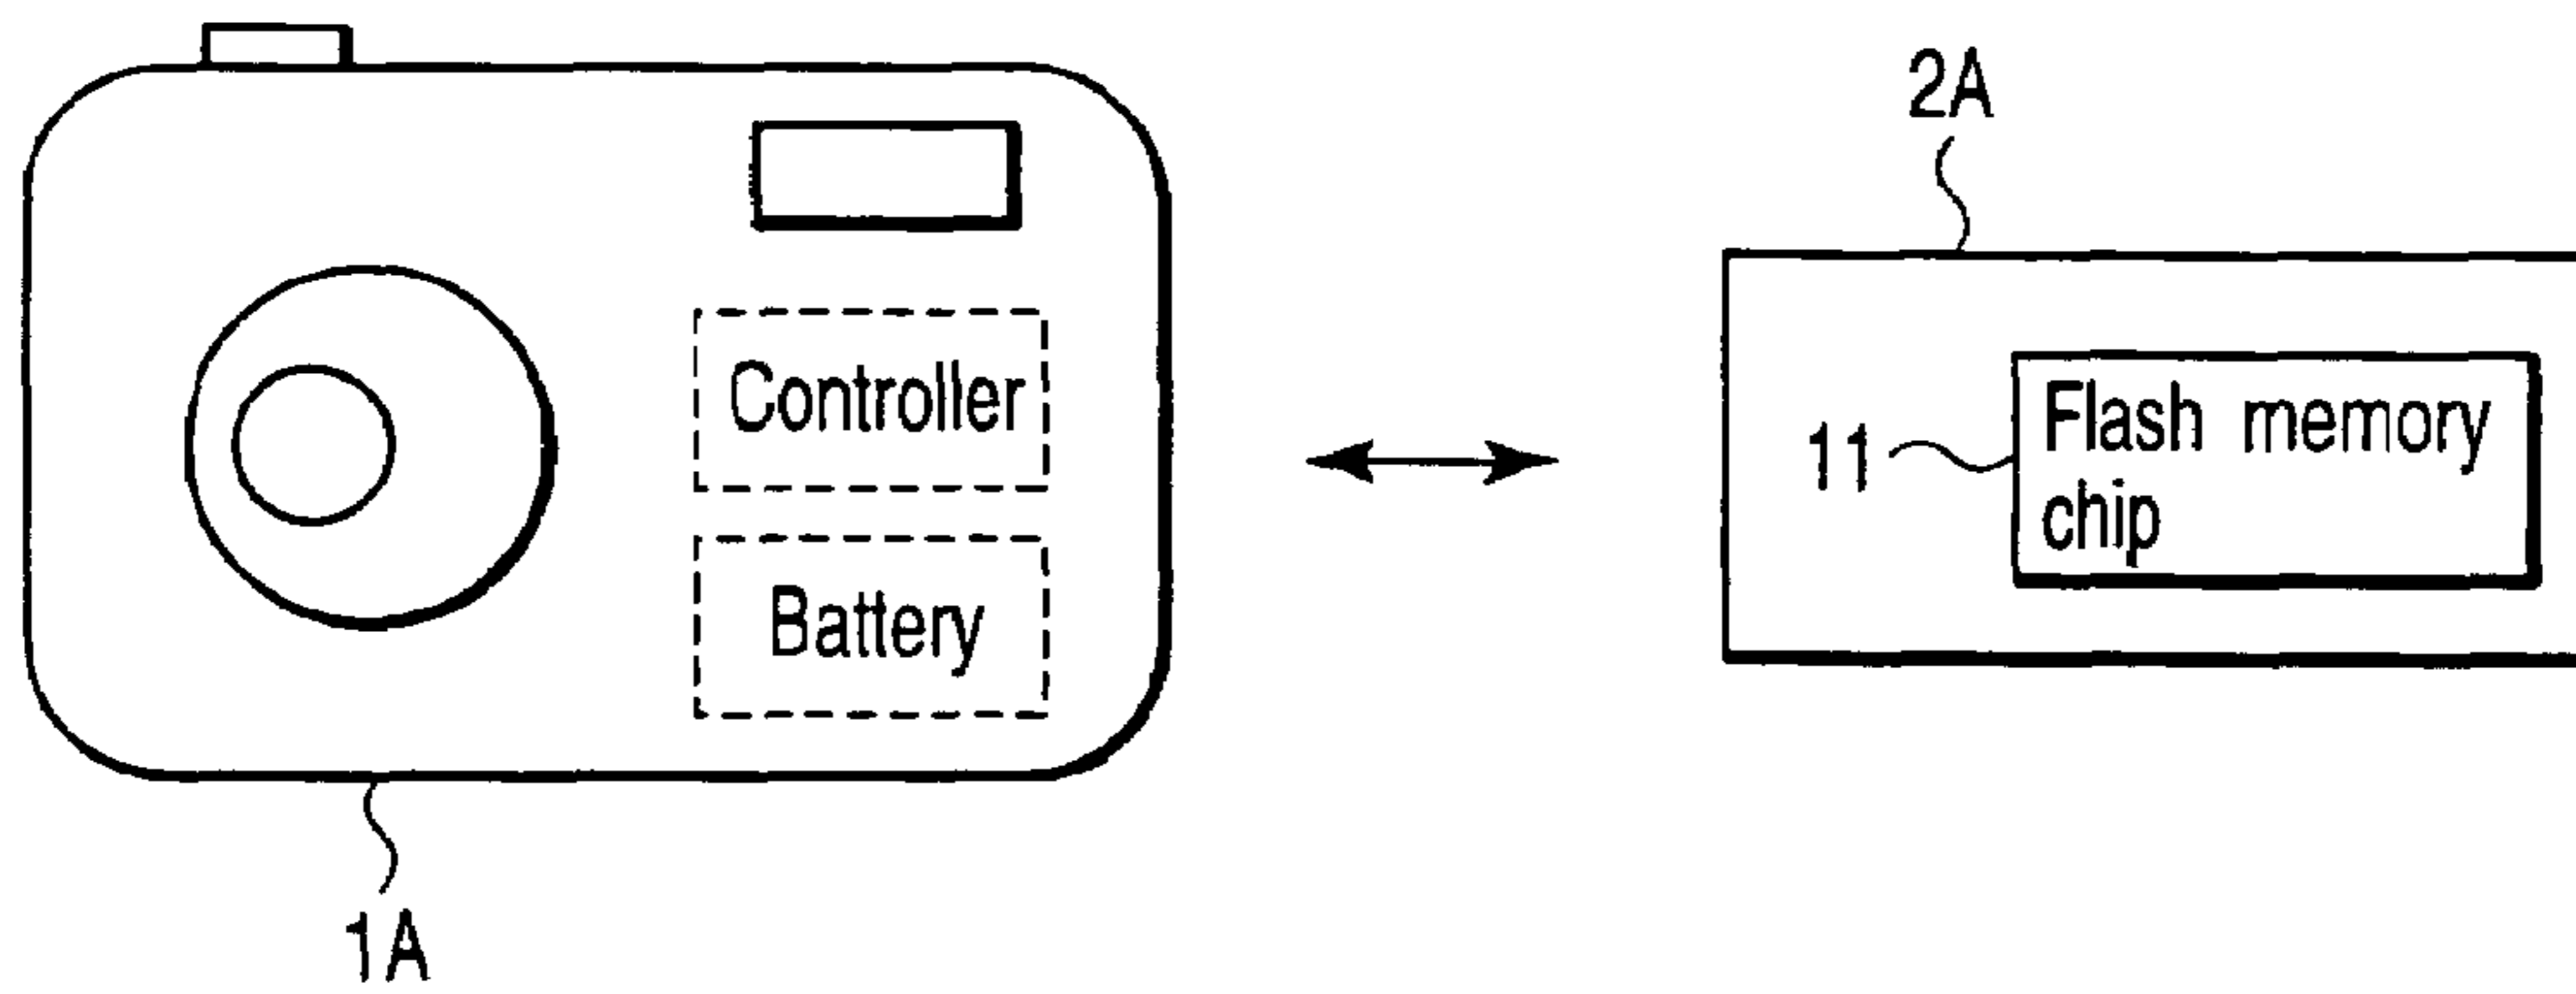 2A
Controller
11
Flash memory
chip
Battery
1A